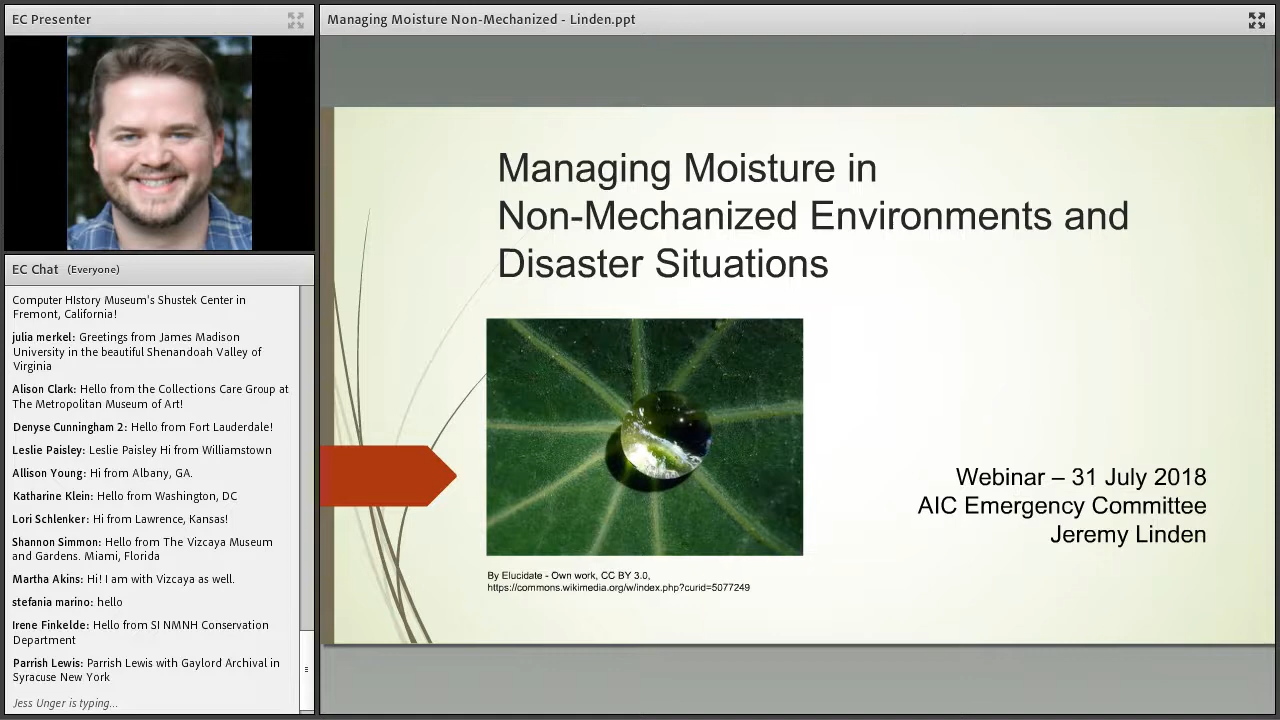 EC Presenter
Managing Moisture Non-Mechanized - Linden.ppt
EC Chat (Everyone)
Computer HIstory Museum's Shustek Center in
Fremont, California!
julia merkel: Greetings from James Madison
University in the beautiful Shenandoah Valley of
Virginia
Alison Clark: Hello from the Collections Care Group at
The Metropolitan Museum of Art!
Denyse Cunningham 2: Hello from Fort Lauderdale!
Leslie Paisley: Leslie Paisley Hi from Williamstown
Allison Young: Hi from Albany, GA.
Katharine Klein: Hello from Washington, DC
Lori Schlenker: Hi from Lawrence, Kansas!
Shannon Simmon: Hello from The Vizcaya Museum
and Gardens. Miami, Florida
Martha Akins: Hi! I am with Vizcaya as well.
stefania marino: hello
Irene Finkelde: Hello from SI NMNH Conservation
Department
Parrish Lewis: Parrish Lewis with Gaylord Archival in
Syracuse New York
Jess Unger is typing...
Managing Moisture in
Non-Mechanized Environments and
Disaster Situations
By Elucidate - Own work, CC BY 3.0,
https://commons.wikimedia.org/w/index.php?curid=5077249
Webinar – 31 July 2018
AIC Emergency Committee
Jeremy Linden